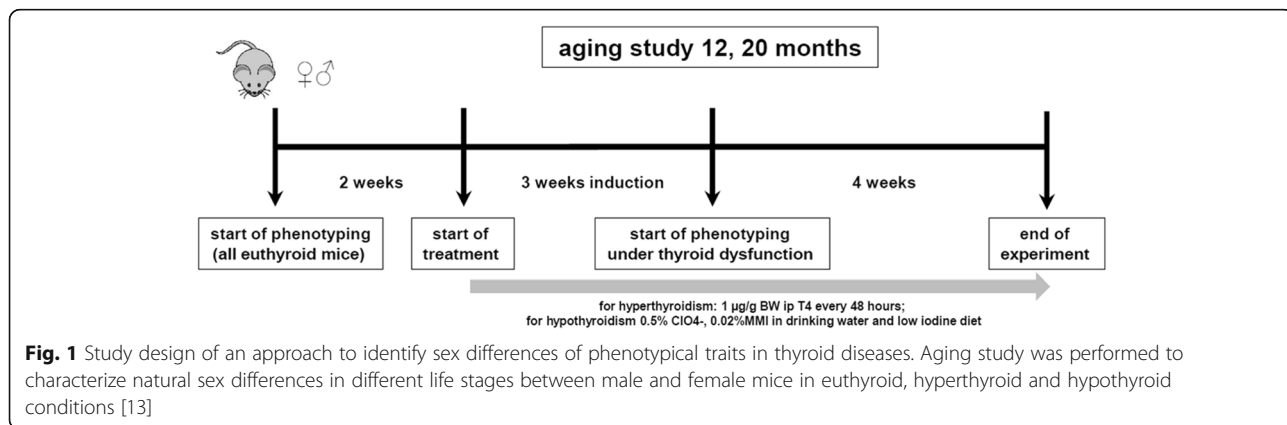 ♀♂
aging study 12, 20 months
2 weeks
3 weeks induction
4 weeks
start of phenotyping
(all euthyroid mice)
start of
treatment
start of phenotyping
under thyroid dysfunction
end of
experiment
for hyperthyroidism: 1 µg/g BW ip T4 every 48 hours;
for hypothyroidism 0.5% ClO4-, 0.02%MMI in drinking water and low iodine diet
Fig. 1 Study design of an approach to identify sex differences of phenotypical traits in thyroid diseases. Aging study was performed to
characterize natural sex differences in different life stages between male and female mice in euthyroid, hyperthyroid and hypothyroid
conditions [13]